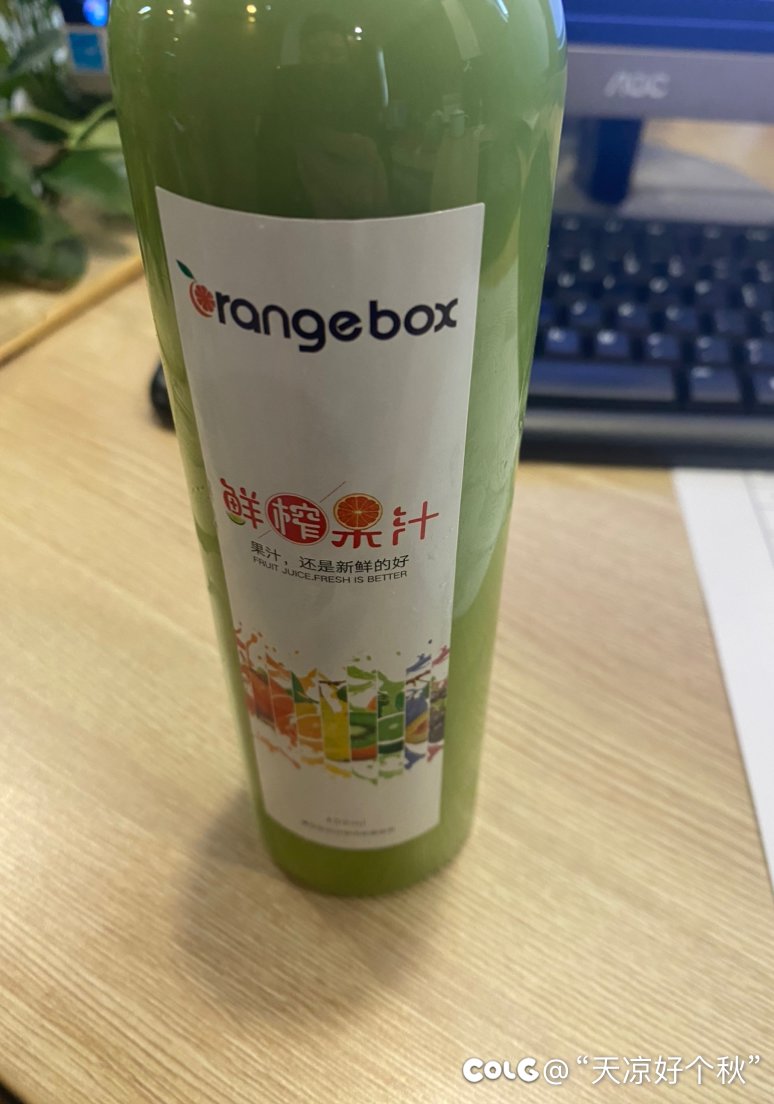 AOC
Orangebox
鲜榨果汁
果汁，还是新鲜的好
FRUIT JUICE,FRESH IS BETTER
COLG@“天凉好个秋”